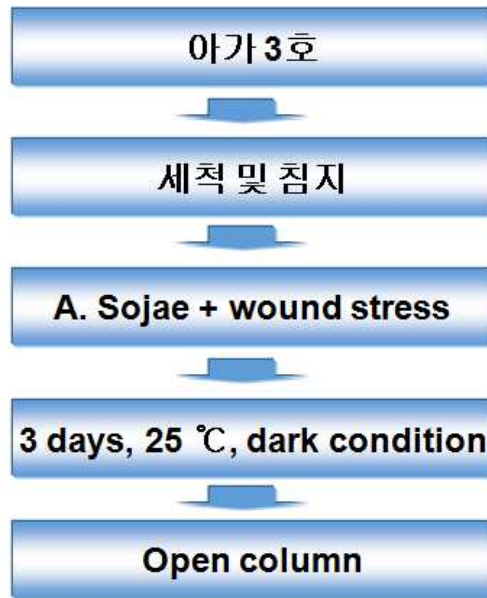 아가 3호
세척 및 침지
A. Sojae + wound stress
3 days, 25 ℃, dark condition
Open column